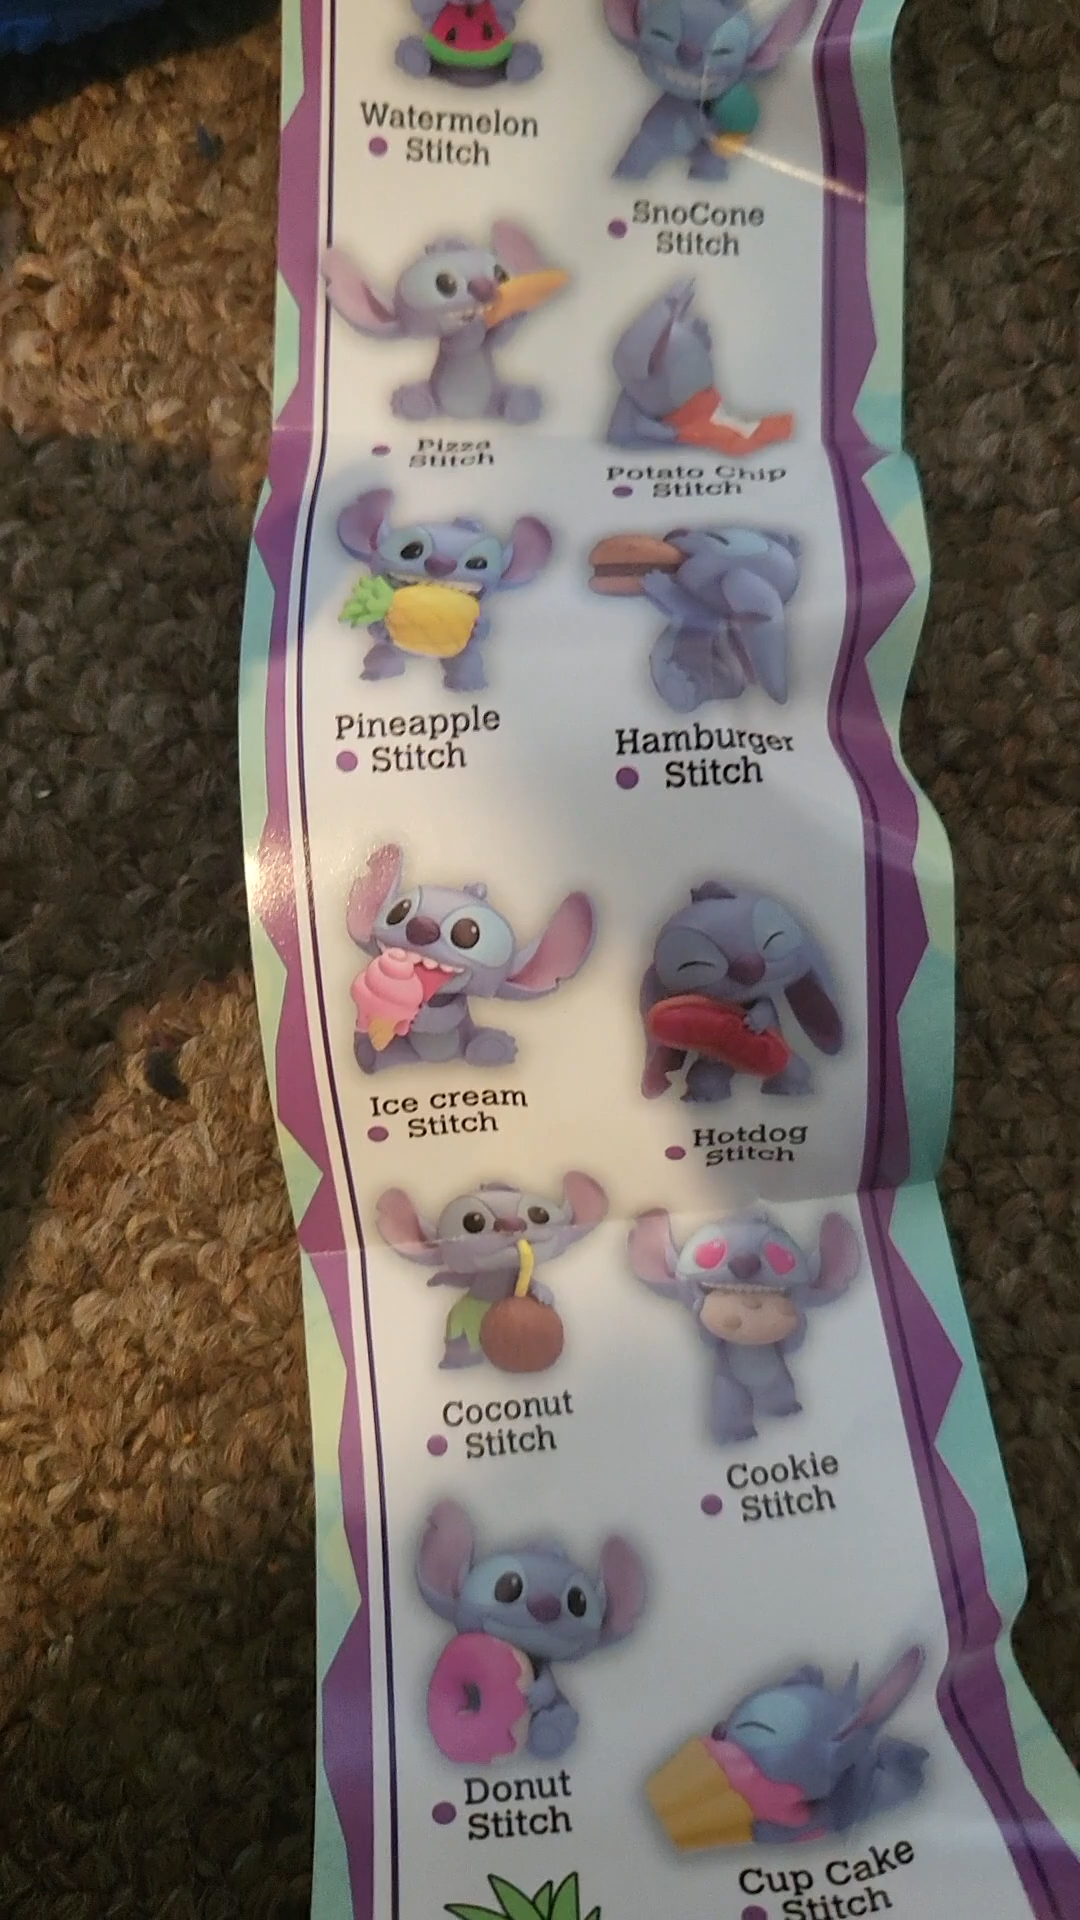 Watermelon
Stitch
SnoCone
Stitch
Pizza
Stitch
Potato Chip
Stitch
Pineapple
Stitch
Hamburger
Stitch
Ice cream
Stitch
Hotdog
Stitch
Coconut
Stitch
Cookie
Stitch
Donut
Stitch
Cup Cake
Stitch